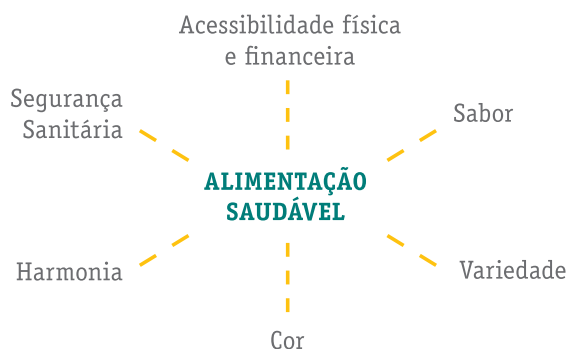 Acessibilidade física
e financeira
Segurança
Sanitária
Sabor
ALIMENTAÇÃO
SAUDÁVEL
Harmonia
Variedade
Cor